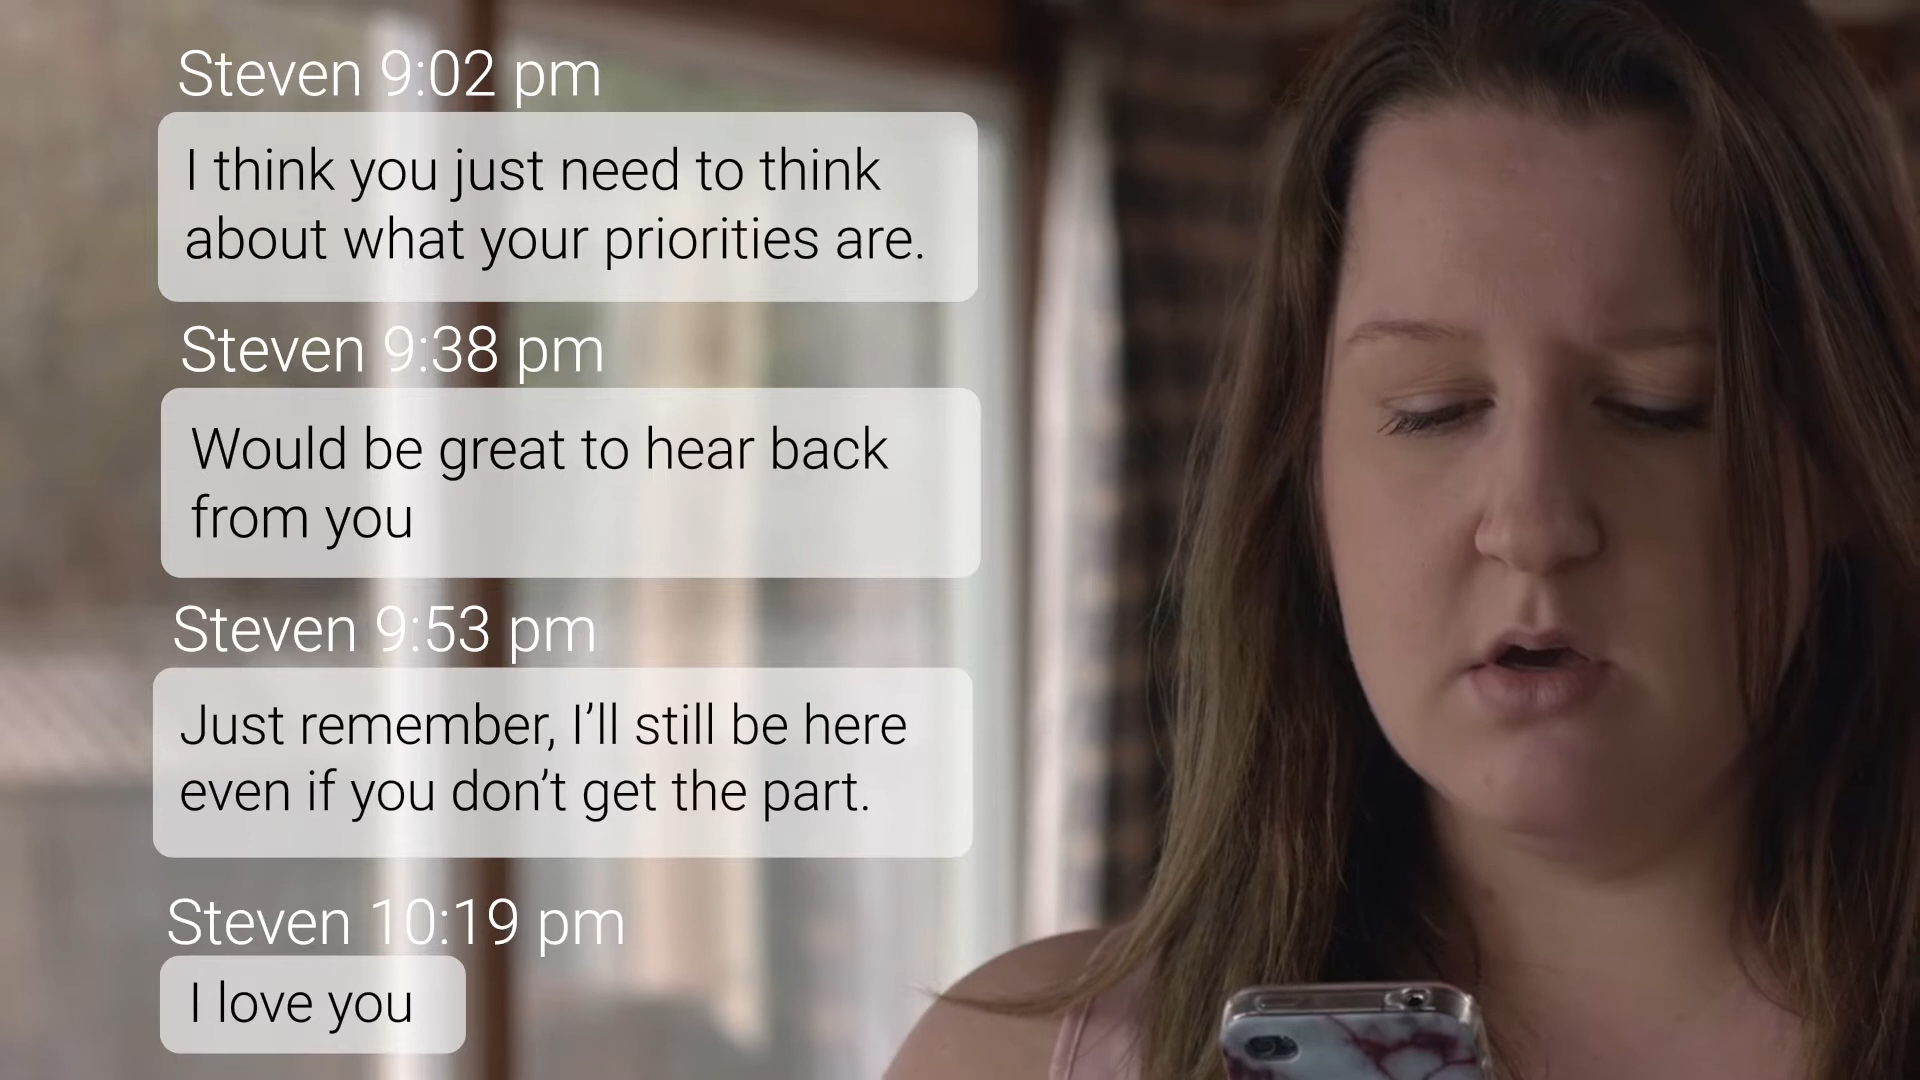 Steven 9:02 pm
I think you just need to think
about what your priorities are.
Steven 9:38 pm
Would be great to hear back
from you
Steven 9:53 pm
Just remember, I’ll still be here
even if you don’t get the part.
Steven 10:19 pm
I love you